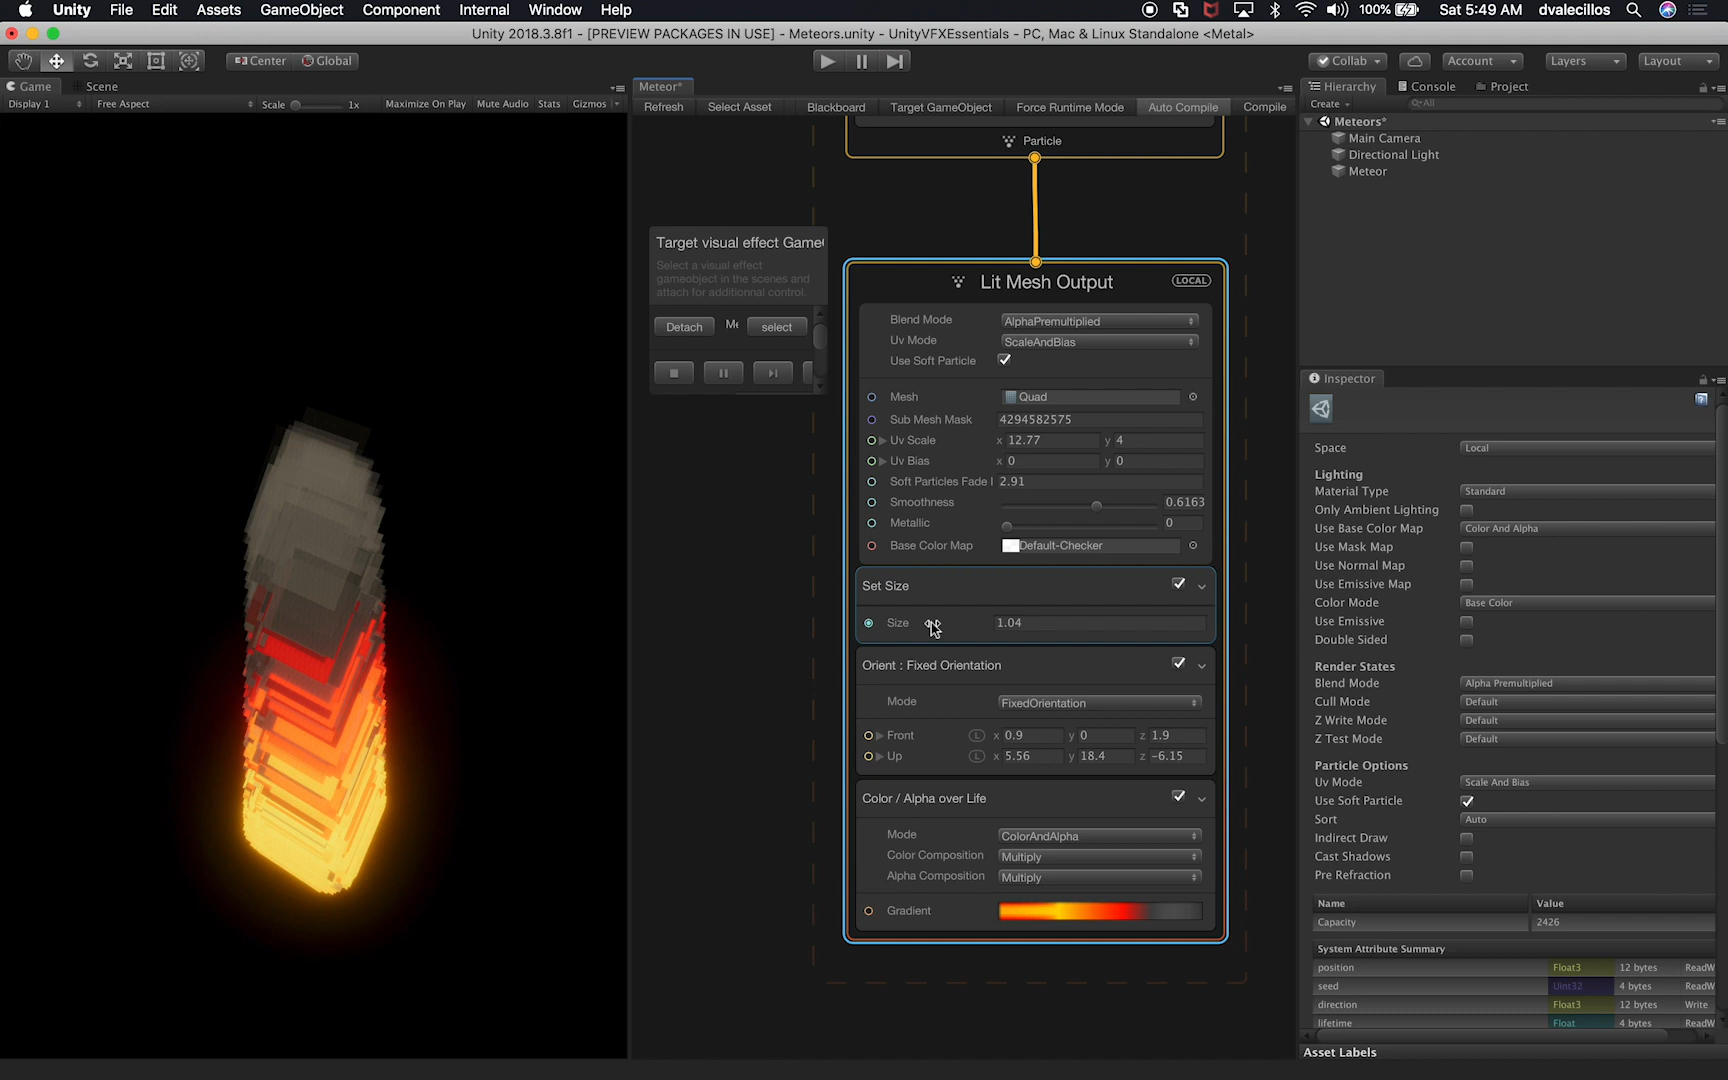 Unity File Edit Assets GameObject Component Internal Window Help 100% Sat 5:49 AM dvalecillos
Unity 2018.3.8f1 - [PREVIEW PACKAGES IN USE] - Meteors.unity - UnityVFXEssentials - PC, Mac & Linux Standalone <Metal>
Center Global Collab Account Layers Layout
Game Scene Meteor* Hierarchy Console Project
Display 1 Free Aspect Scale 1x Maximize On Play Mute Audio Stats Gizmos Refresh Select Asset Blackboard Target GameObject Force Runtime Mode Auto Compile Compile Create All
Meteors*
Main Camera
Directional Light
Meteor
Particle
Target visual effect Game
Select a visual effect
gameobject in the scenes and
attach for additionnal control.
Detach select
Lit Mesh Output LOCAL
Blend Mode AlphaPremultiplied
Uv Mode ScaleAndBias
Use Soft Particle
Mesh Quad
Sub Mesh Mask 4294582575
Uv Scale x 12.77 y 4
Uv Bias x 0 y 0
Soft Particles Fade 2.91
Smoothness 0.6163
Metallic 0
Base Color Map Default-Checker
Set Size
Size 1.04
Orient : Fixed Orientation
Mode FixedOrientation
Front L x 0.9 y 0 z 1.9
Up L x 5.56 y 18.4 z -6.15
Color / Alpha over Life
Mode ColorAndAlpha
Color Composition Multiply
Alpha Composition Multiply
Gradient
Inspector
Space Local
Lighting
Material Type Standard
Only Ambient Lighting
Use Base Color Map Color And Alpha
Use Mask Map
Use Normal Map
Use Emissive Map
Color Mode Base Color
Use Emissive
Double Sided
Render States
Blend Mode Alpha Premultiplied
Cull Mode Default
Z Write Mode Default
Z Test Mode Default
Particle Options
Uv Mode Scale And Bias
Use Soft Particle
Sort Auto
Indirect Draw
Cast Shadows
Pre Refraction
Name Value
Capacity 2426
System Attribute Summary
position Float3 12 bytes ReadW
seed Uint32 4 bytes ReadW
direction Float3 12 bytes Write
lifetime Float 4 bytes ReadW
Asset Labels